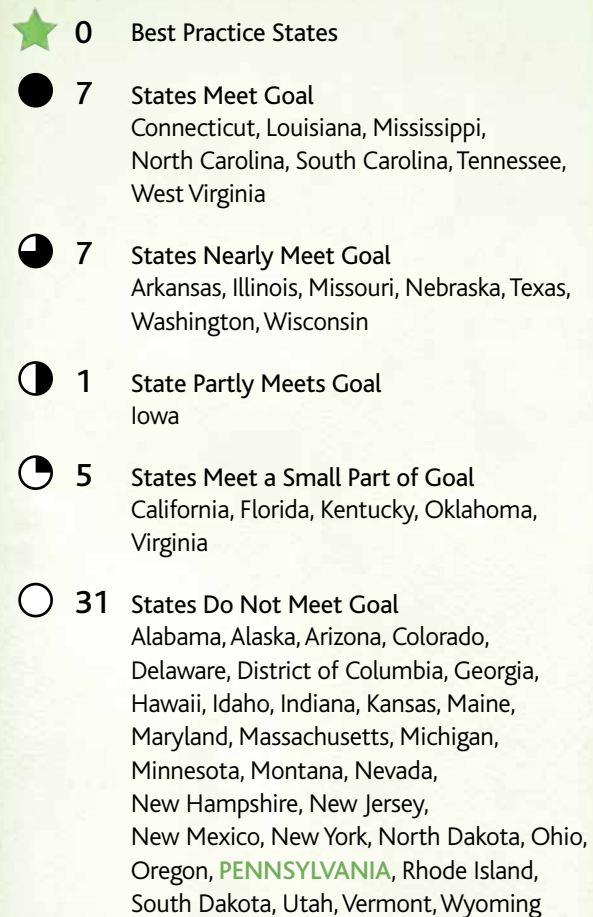 0 Best Practice States
7 States Meet Goal
Connecticut, Louisiana, Mississippi,
North Carolina, South Carolina, Tennessee,
West Virginia
7 States Nearly Meet Goal
Arkansas, Illinois, Missouri, Nebraska, Texas,
Washington, Wisconsin
1 State Partly Meets Goal
Iowa
5 States Meet a Small Part of Goal
California, Florida, Kentucky, Oklahoma,
Virginia
31 States Do Not Meet Goal
Alabama, Alaska, Arizona, Colorado,
Delaware, District of Columbia, Georgia,
Hawaii, Idaho, Indiana, Kansas, Maine,
Maryland, Massachusetts, Michigan,
Minnesota, Montana, Nevada,
New Hampshire, New Jersey,
New Mexico, New York, North Dakota, Ohio,
Oregon, PENNSYLVANIA, Rhode Island,
South Dakota, Utah, Vermont, Wyoming